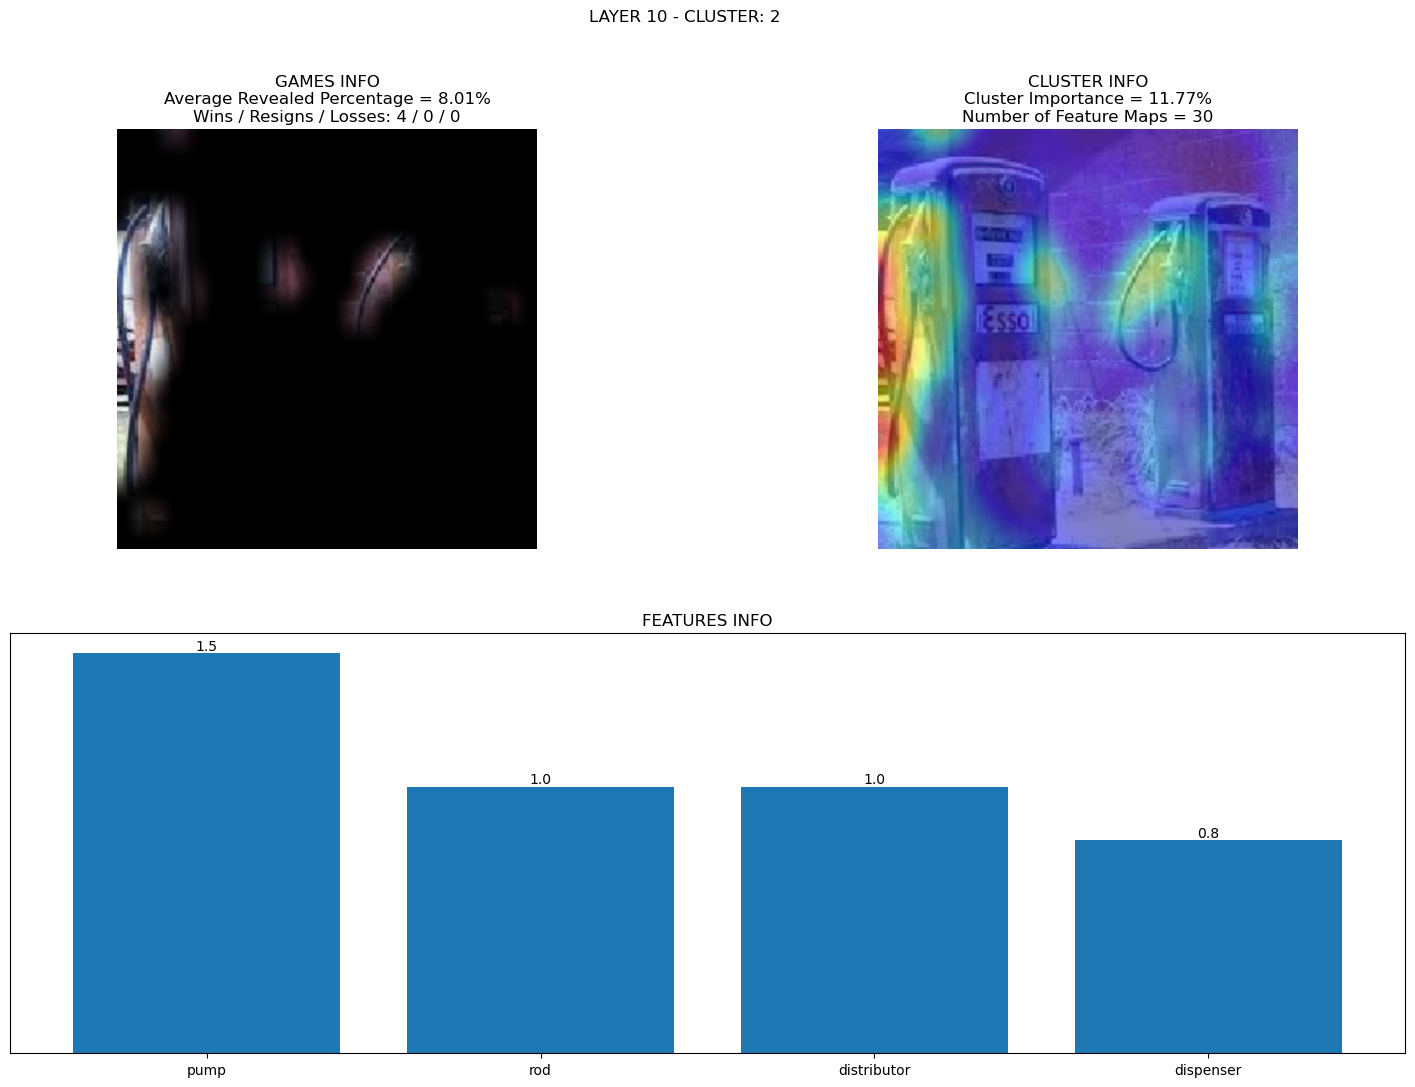 LAYER 10 - CLUSTER: 2
GAMES INFO
Average Revealed Percentage = 8.01%
Wins / Resigns / Losses: 4 / 0 / 0
CLUSTER INFO
Cluster Importance = 11.77%
Number of Feature Maps = 30
ESSO
FEATURES INFO
1.5
1.0
1.0
0.8
pump
rod
distributor
dispenser